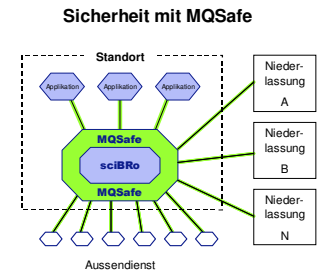 Sicherheit mit MQSafe
Standort
Applikation
Applikation
Applikation
MQSafe
sciBRo
MQSafe
Nieder-
lassung
A
Nieder-
lassung
B
Nieder-
lassung
N
Aussendienst